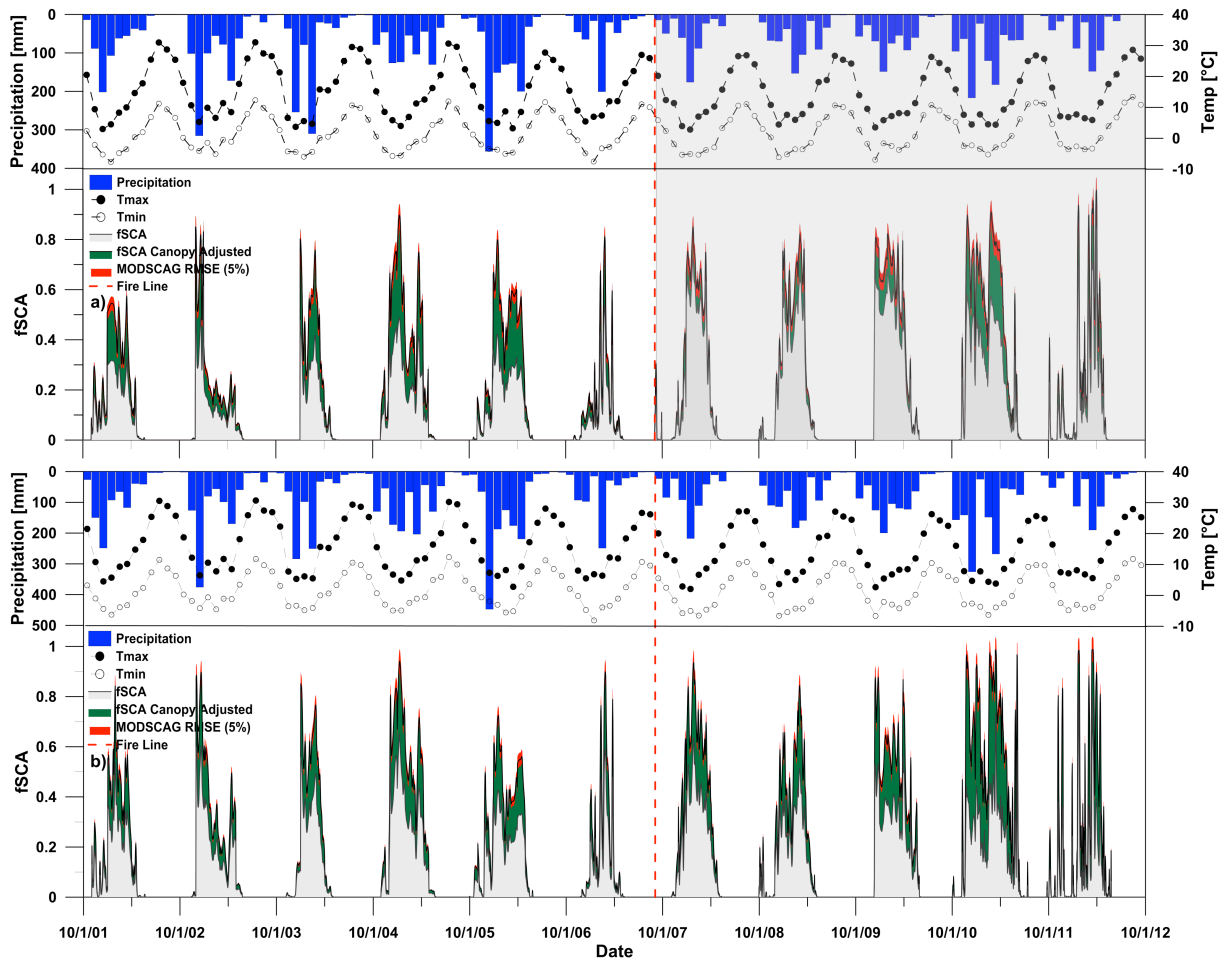 0
100
200
300
400
Precipitation [mm]
40
30
20
10
0
-10
Temp [°C]
Precipitation
Tmax
Tmin
fSCA
fSCA Canopy Adjusted
MODSCAG RMSE (5%)
Fire Line
a)
1
0.8
0.6
0.4
0.2
0
fSCA
0
100
200
300
400
500
Precipitation [mm]
40
30
20
10
0
-10
Temp [°C]
Precipitation
Tmax
Tmin
fSCA
fSCA Canopy Adjusted
MODSCAG RMSE (5%)
Fire Line
b)
1
0.8
0.6
0.4
0.2
0
fSCA
10/1/01 10/1/02 10/1/03 10/1/04 10/1/05 10/1/06 10/1/07 10/1/08 10/1/09 10/1/10 10/1/11 10/1/12
Date